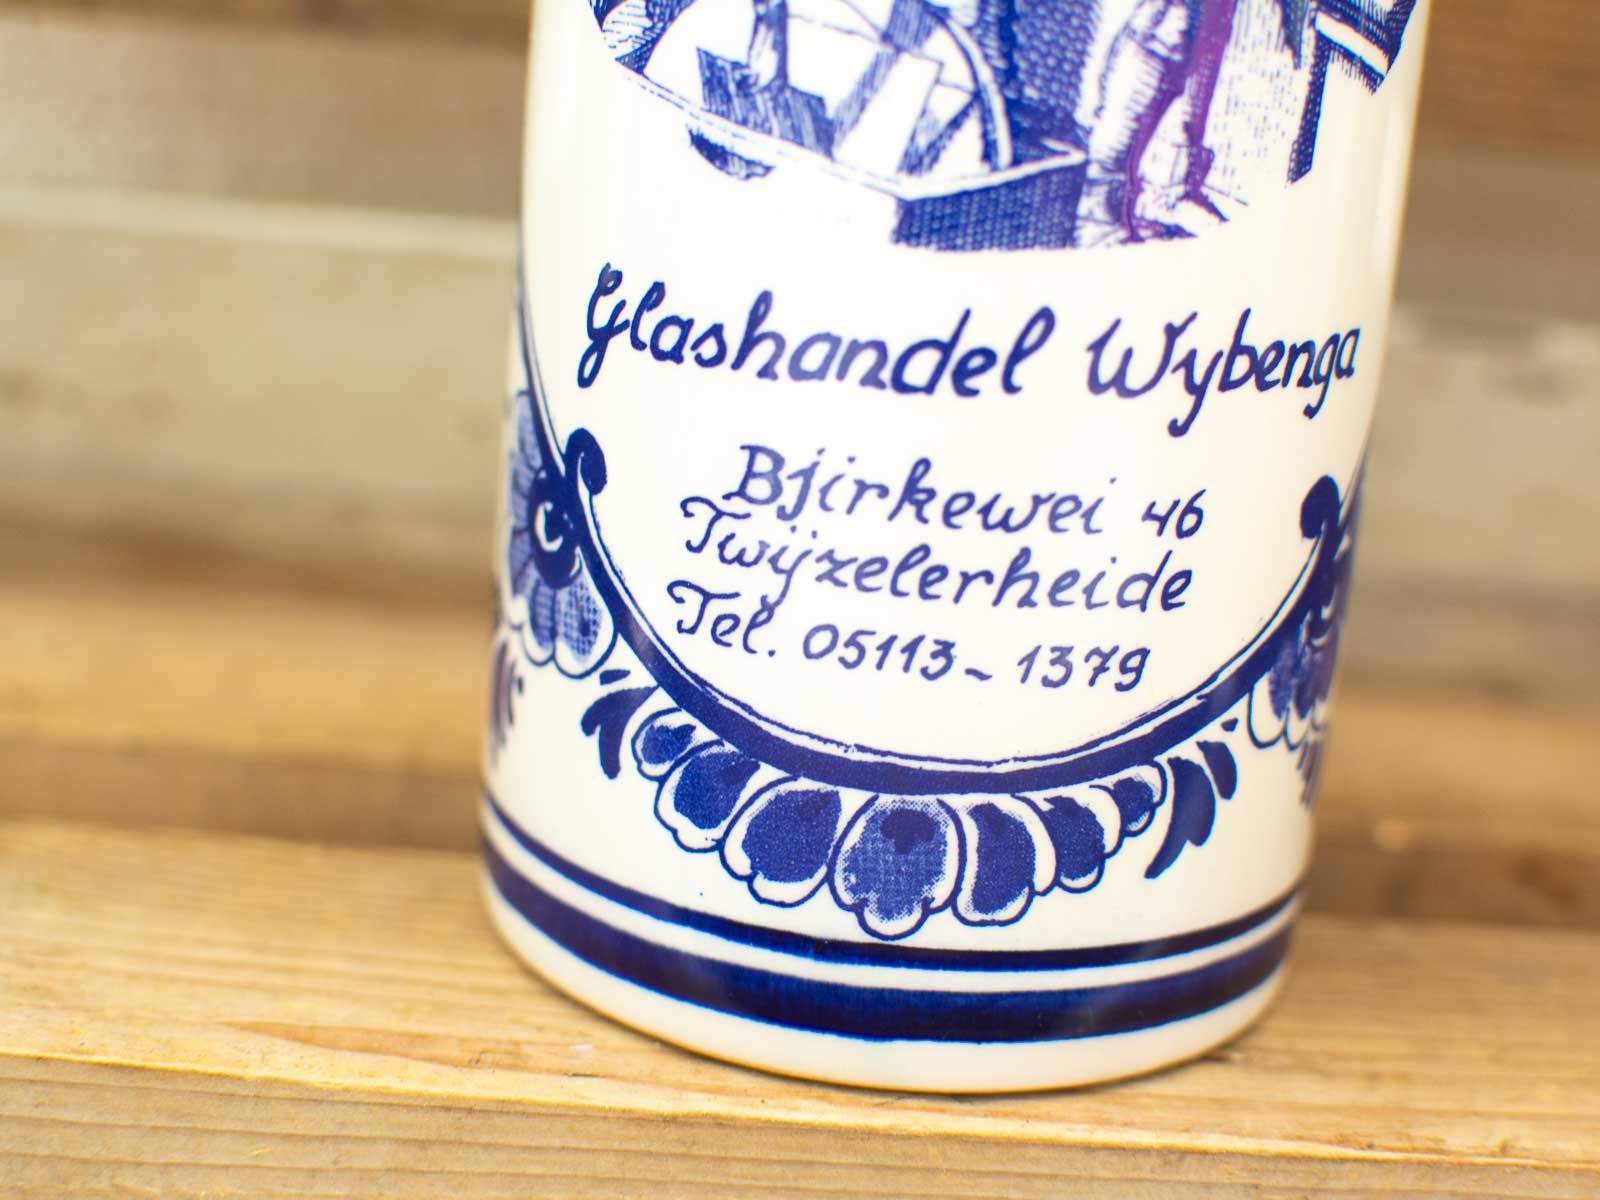 Glashandel Wybenga
Bjirkewei 46
Twijzelerheide
Tel. 05113-1379